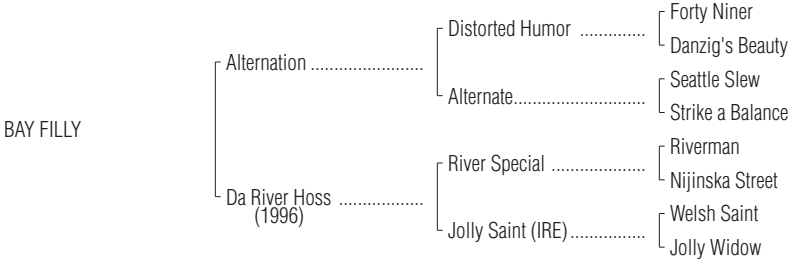 Forty Niner
Distorted Humor ..............
Danzig's Beauty
Alternation ........................
Seattle Slew
Alternate............................
Strike a Balance
BAY FILLY
Riverman
River Special ....................
Nijinska Street
Da River Hoss ..................
(1996)
Welsh Saint
Jolly Saint (IRE)................
Jolly Widow